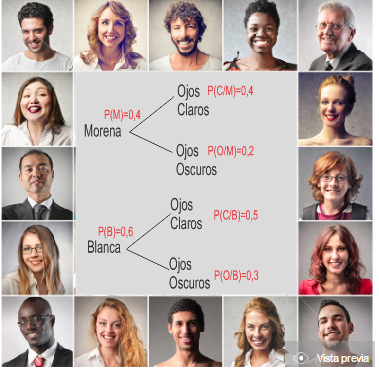 Ojos P(C/M)=0,4
Claros
P(M)=0,4
Morena
Ojos P(O/M)=0,2
Oscuros
Ojos
Claros P(C/B)=0,5
P(B)=0,6
Blanca
Ojos
Oscuros P(O/B)=0,3
Vista previa